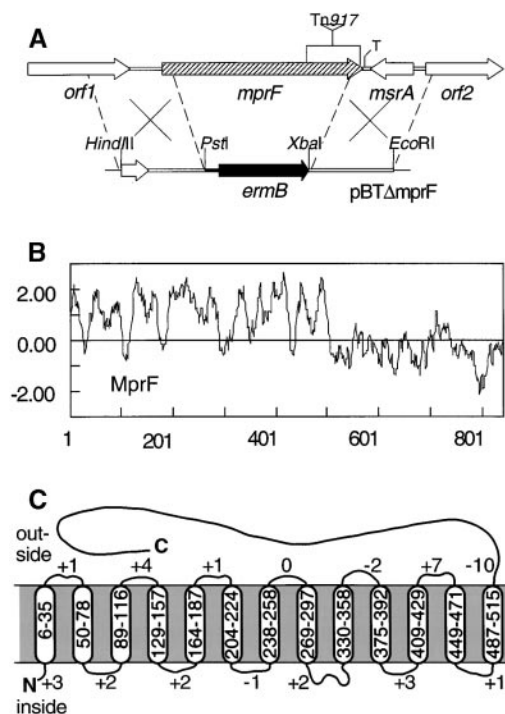 A
Tn917
T
orf1 mprF msrA orf2
HindIII PstI XbaI EcoRI
ermB pBTΔmprF
B
2.00
0.00
-2.00
MprF
1 201 401 601 801
C
out-
side
C
+1 +4 +1 0 -2 +7 -10
6-35 50-78 89-116 129-157 164-187 204-224 238-258 269-297 330-358 375-392 409-429 449-471 487-515
N +3 +2 +2 -1 +2 +3 +1
inside